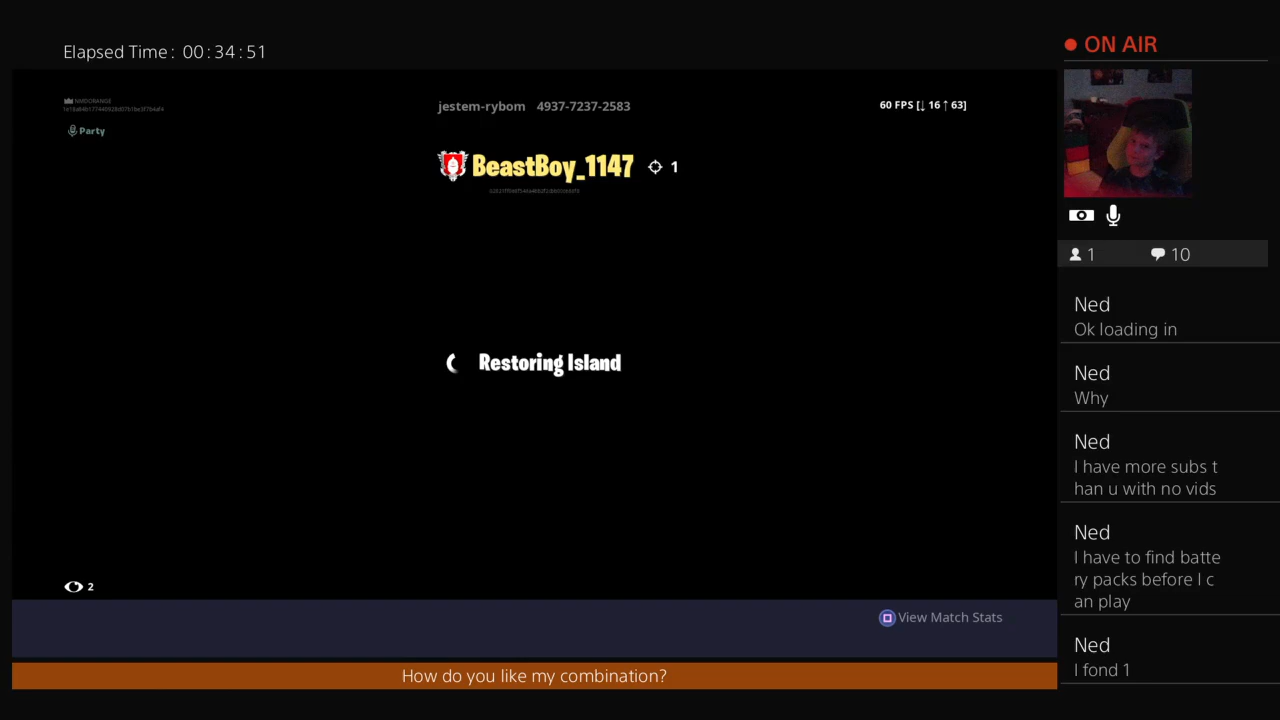 Elapsed Time: 00:34:51
ON AIR
NMDORANGE
Party
jestem-rybom 4937-7237-2583
60 FPS [↓ 16 ↑ 63]
BeastBoy_1147 1
Restoring Island
2
View Match Stats
How do you like my combination?
1 10
Ned
Ok loading in
Ned
Why
Ned
I have more subs t
han u with no vids
Ned
I have to find batte
ry packs before I c
an play
Ned
I fond 1